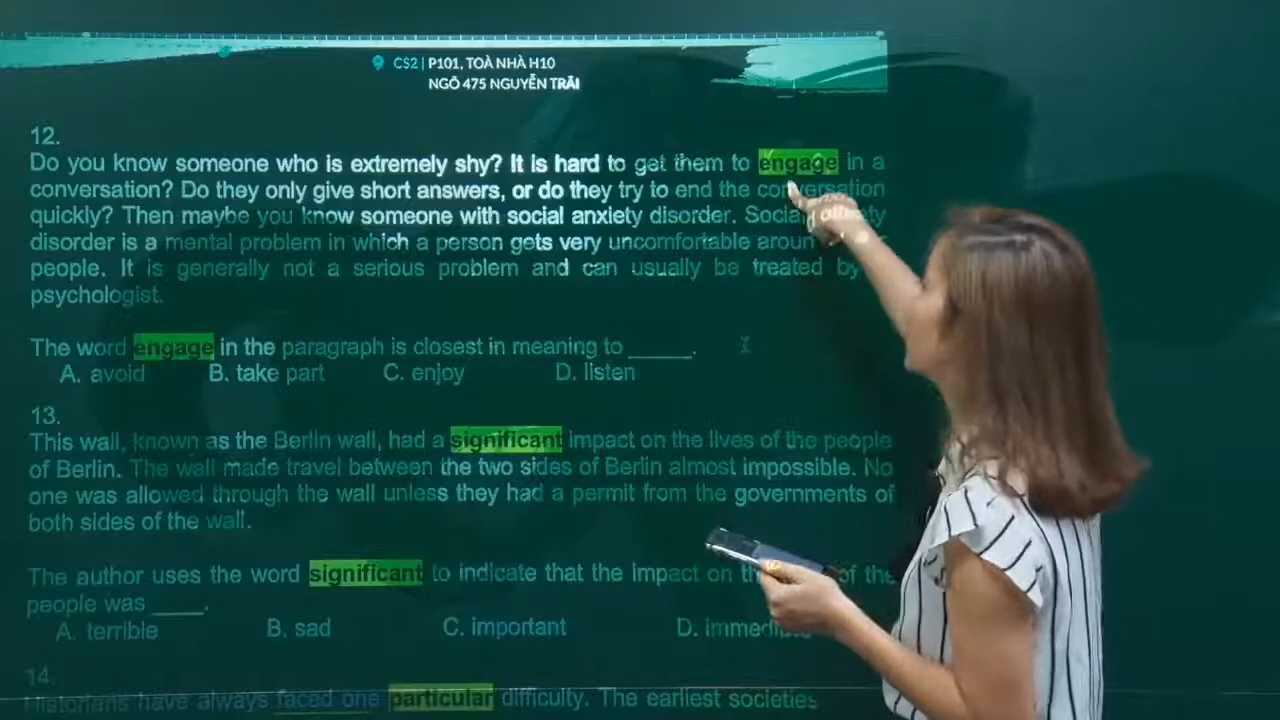 CS2 | P101, TOÀ NHÀ H10
NGÕ 475 NGUYỄN TRÃI
12.
Do you know someone who is extremely shy? It is hard to get them to engage in a
conversation? Do they only give short answers, or do they try to end the conversation
quickly? Then maybe you know someone with social anxiety disorder. Social
disorder is a mental problem in which a person gets very uncomfortable
people. It is generally not a serious problem and can usually be treated by
psychologist.
The word engage in the paragraph is closest in meaning to _____.
A. avoid B. take part C. enjoy D. listen
13.
This wall, known as the Berlin wall, had a significant impact on the lives of the people
of Berlin. The wall made travel between the two sides of Berlin almost impossible. No
one was allowed through the wall unless they had a permit from the governments of
both sides of the wall.
The author uses the word significant to indicate that the impact on of the
people was ____.
A. terrible B. sad C. important D.
14.
Historians have always faced one particular difficulty. The earliest societies